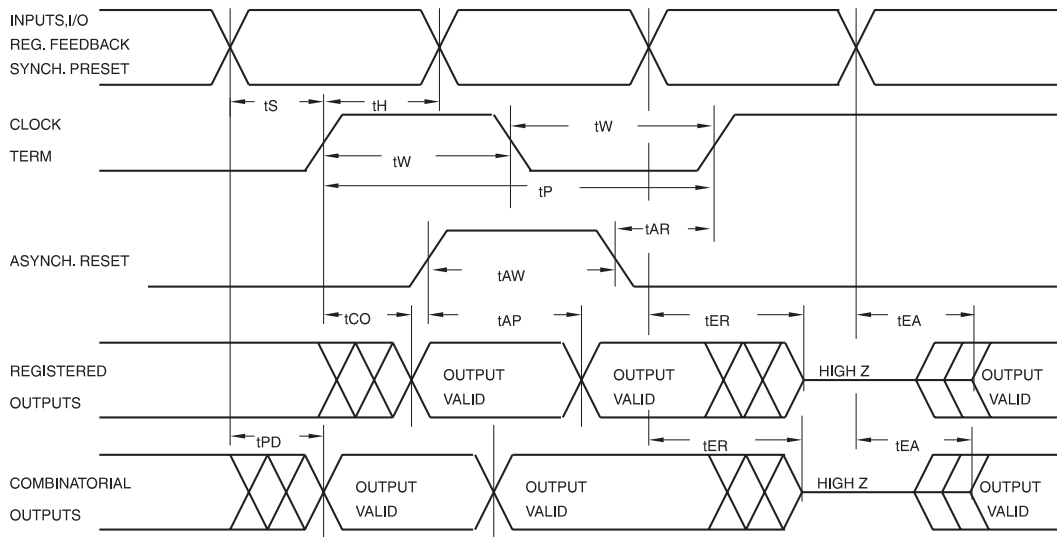 INPUTS,I/O
REG. FEEDBACK
SYNCH. PRESET
tS
tH
CLOCK
TERM
tW
tW
tP
tAR
ASYNCH. RESET
tAW
tCO
tAP
tER
tEA
REGISTERED
OUTPUTS
OUTPUT
VALID
OUTPUT
VALID
HIGH Z
OUTPUT
VALID
tPD
tER
tEA
COMBINATORIAL
OUTPUTS
OUTPUT
VALID
OUTPUT
VALID
HIGH Z
OUTPUT
VALID